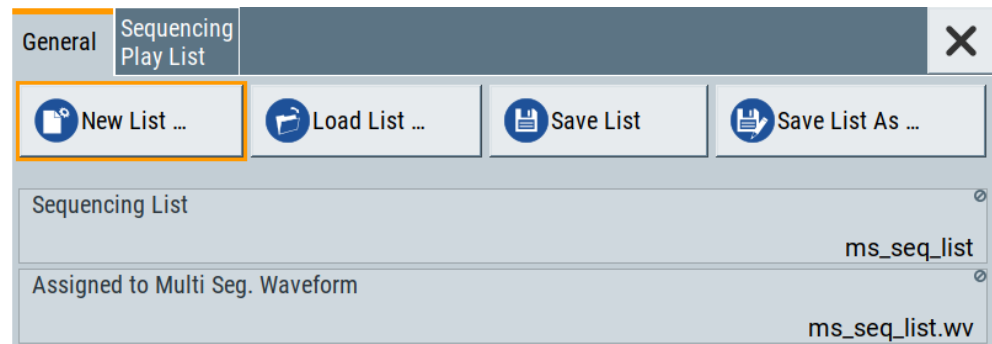 General
Sequencing
Play List
New List ...
Load List ...
Save List
Save List As ...
Sequencing List
ms_seq_list
Assigned to Multi Seg. Waveform
ms_seq_list.wv